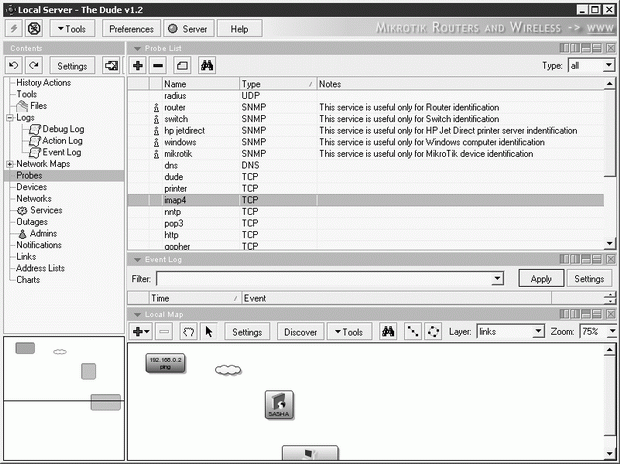 Local Server - The Dude v1.2
Tools
Preferences
Server
Help
MIKROTIK ROUTERS AND WIRELESS -> WWW
Contents
Settings
History Actions
Tools
Files
Logs
Debug Log
Action Log
Event Log
Network Maps
Probes
Devices
Networks
Services
Outages
Admins
Notifications
Links
Address Lists
Charts
Probe List
Type: all
Name Type / Notes
radius UDP
router SNMP This service is useful only for Router identification
switch SNMP This service is useful only for Switch identification
hp jetdirect SNMP This service is useful only for HP Jet Direct printer server indentification
windows SNMP This service is useful only for Windows computer identification
mikrotik SNMP This service is useful only for MikroTik device identification
dns DNS
dude TCP
printer TCP
imap4 TCP
nntp TCP
pop3 TCP
http TCP
gopher TCP
Event Log
Filter:
Apply
Settings
Time / Event
Local Map
Settings
Discover
Tools
Layer: links
Zoom: 75%
192.168.0.2
ping
SASHA